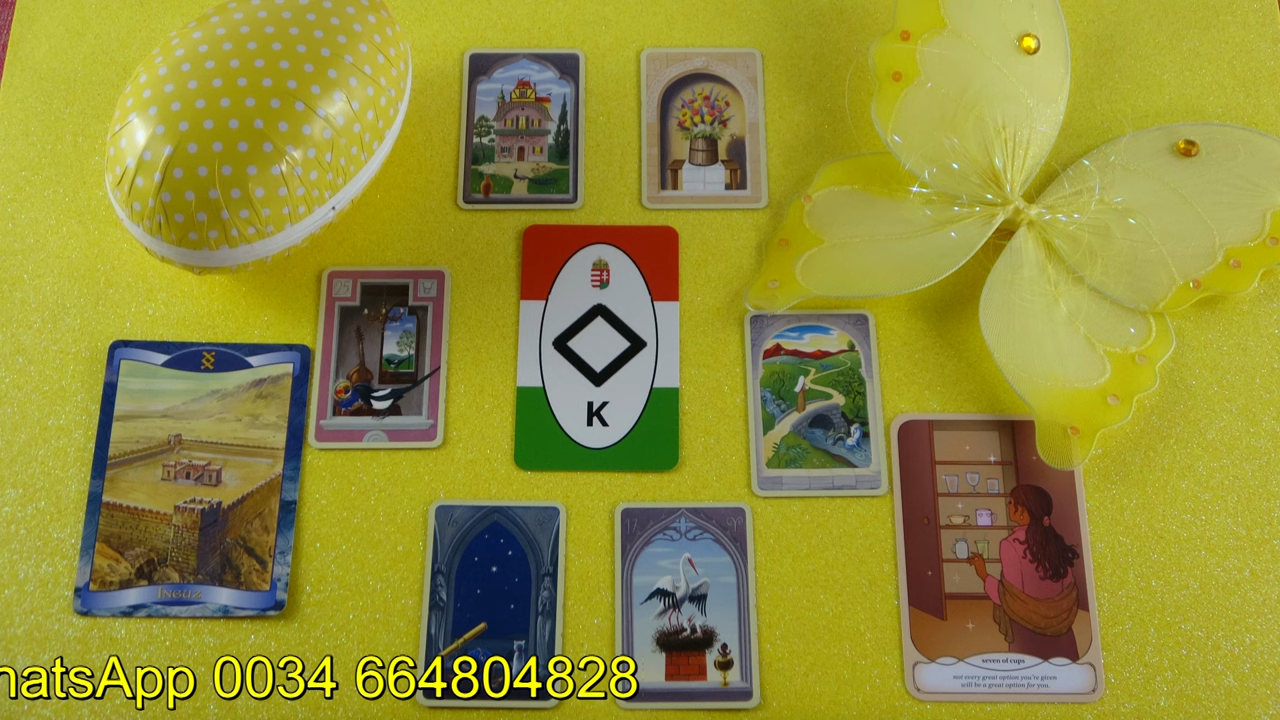 25
K
INGUZ
16
17
seven of cups
not every great option you're given
will be a great option for you.
hatsApp 0034 664804828